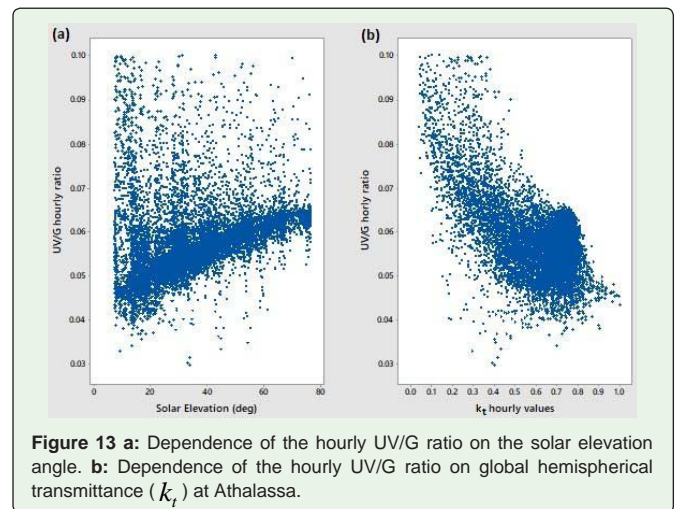 (a)
0.10
0.09
0.08
0.07
0.06
0.05
0.04
0.03
UV/G hourly ratio
0 20 40 60 80
Solar Elevation (deg)
(b)
0.10
0.09
0.08
0.07
0.06
0.05
0.04
0.03
UV/G horly ratio
0.0 0.1 0.2 0.3 0.4 0.5 0.6 0.7 0.8 0.9 1.0
kt hourly values
Figure 13 a: Dependence of the hourly UV/G ratio on the solar elevation
angle. b: Dependence of the hourly UV/G ratio on global hemispherical
transmittance ( kt ) at Athalassa.